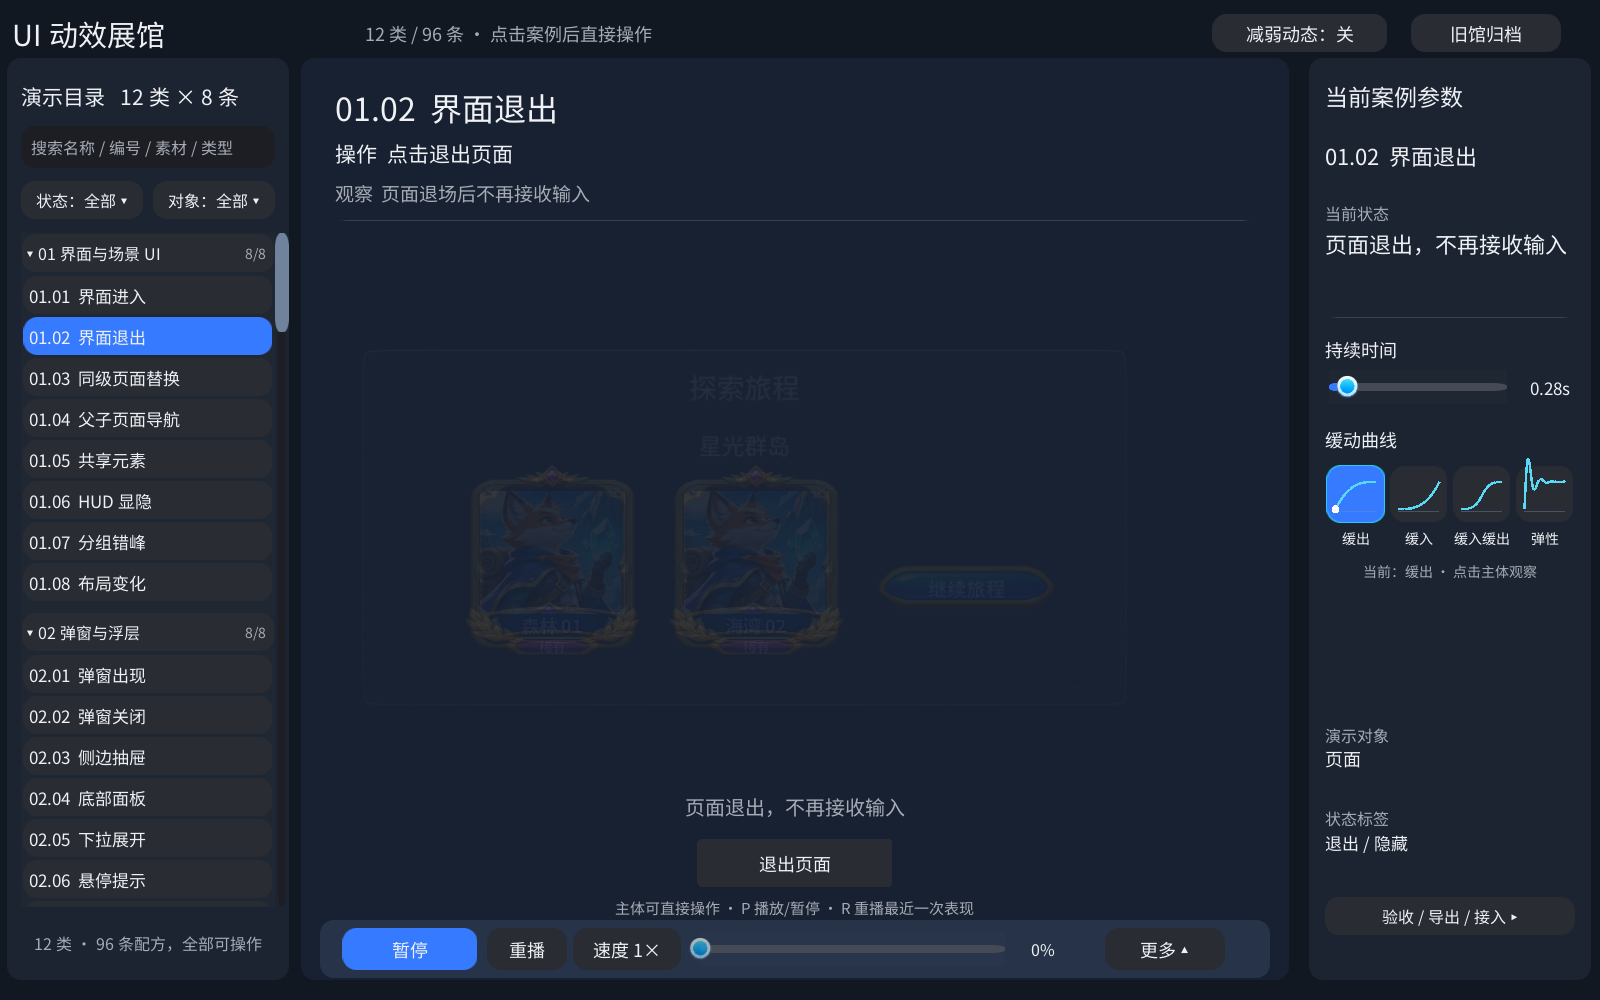 UI 动效展馆
12 类 / 96 条 · 点击案例后直接操作
减弱动态：关
旧馆归档
演示目录 12 类 × 8 条
搜索名称 / 编号 / 素材 / 类型
状态：全部 ▾
对象：全部 ▾
▾ 01 界面与场景 UI 8/8
01.01 界面进入
01.02 界面退出
01.03 同级页面替换
01.04 父子页面导航
01.05 共享元素
01.06 HUD 显隐
01.07 分组错峰
01.08 布局变化
▾ 02 弹窗与浮层 8/8
02.01 弹窗出现
02.02 弹窗关闭
02.03 侧边抽屉
02.04 底部面板
02.05 下拉展开
02.06 悬停提示
12 类 · 96 条配方，全部可操作
01.02 界面退出
操作 点击退出页面
观察 页面退场后不再接收输入
探索旅程
星光群岛
森林 01
稀有
海湾 02
稀有
继续旅程
页面退出，不再接收输入
退出页面
主体可直接操作 · P 播放/暂停 · R 重播最近一次表现
暂停
重播
速度 1×
0%
更多 ▴
当前案例参数
01.02 界面退出
当前状态
页面退出，不再接收输入
持续时间
0.28s
缓动曲线
缓出
缓入
缓入缓出
弹性
当前：缓出 · 点击主体观察
演示对象
页面
状态标签
退出 / 隐藏
验收 / 导出 / 接入 ▸